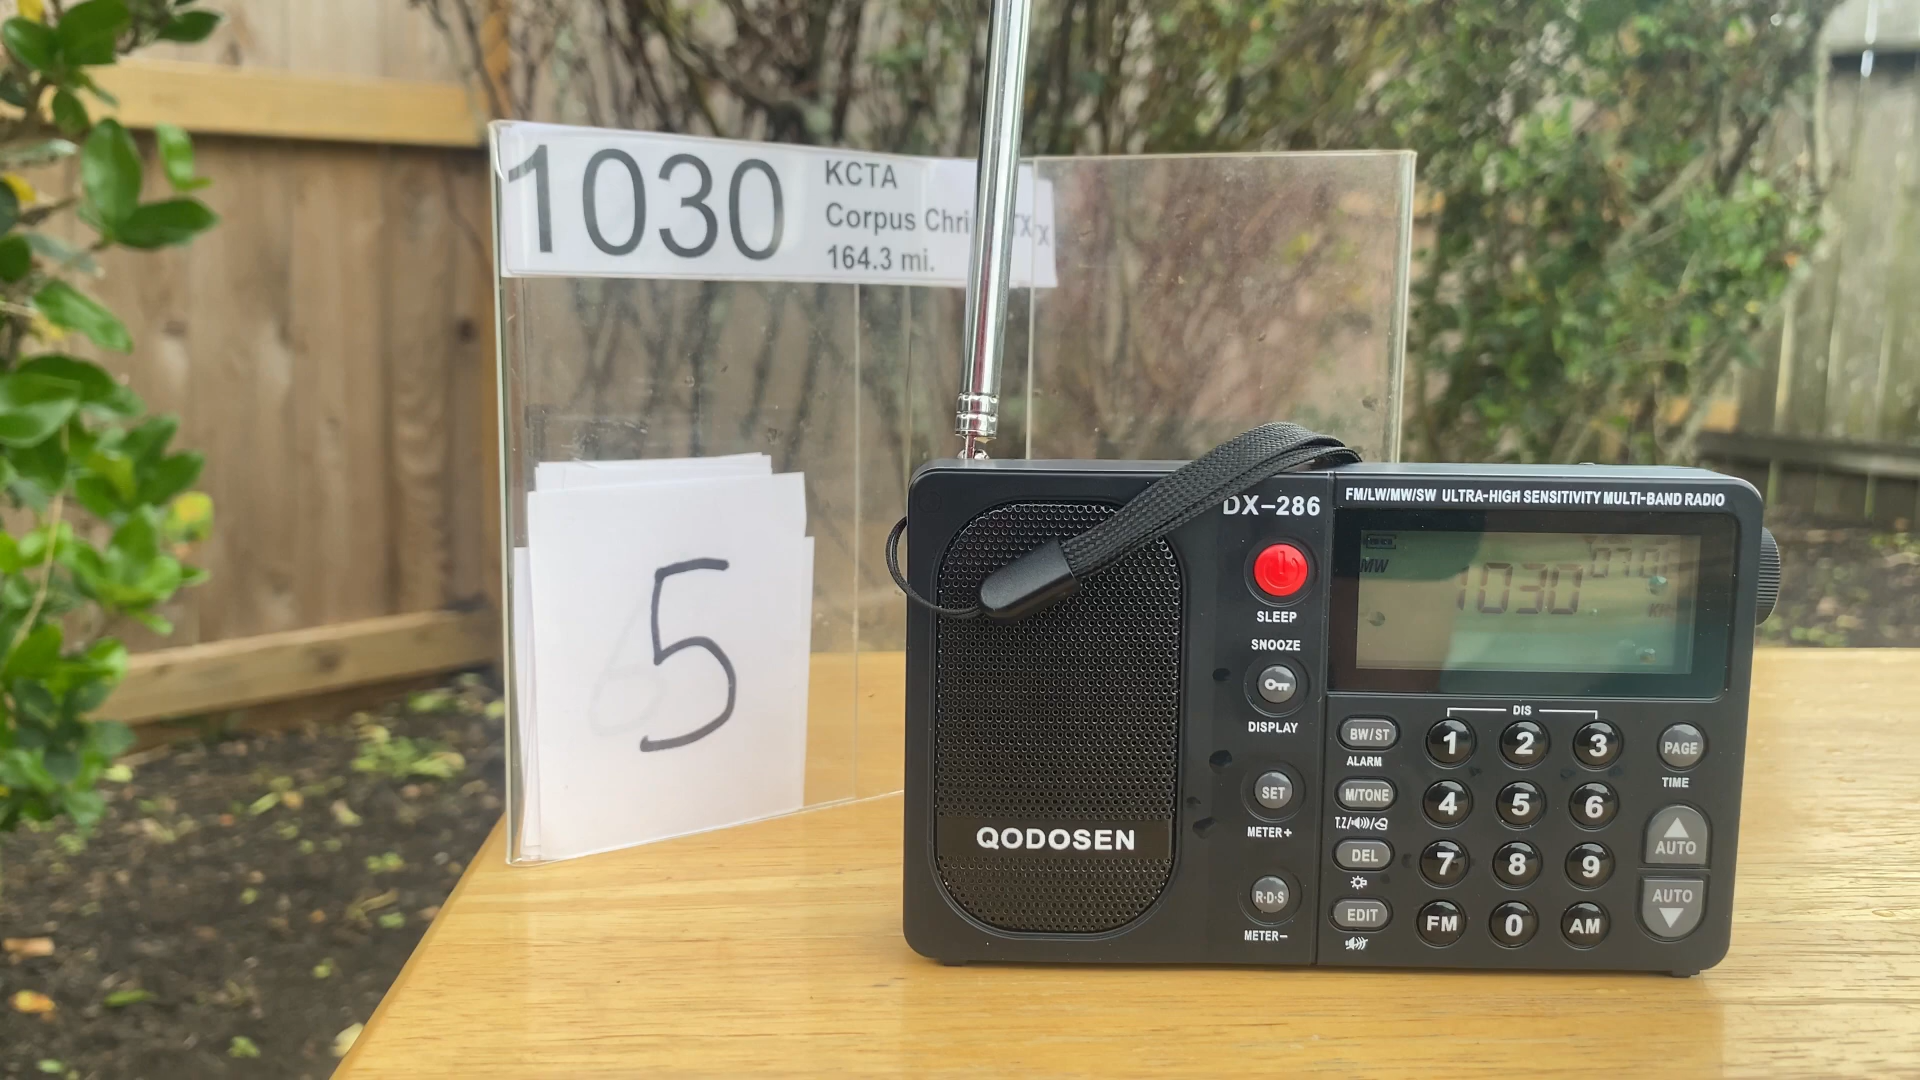 1030
KCTA
Corpus Chri TX
164.3 mi.
5
DX-286
FM/LW/MW/SW ULTRA-HIGH SENSITIVITY MULTI-BAND RADIO
MW
1030
SLEEP
SNOOZE
DISPLAY
SET
METER+
R·D·S
METER-
QODOSEN
DIS
BW/ST
ALARM
1 2 3
PAGE
TIME
M/TONE
T.Z/
4 5 6
AUTO
DEL
7 8 9
AUTO
EDIT
FM 0 AM